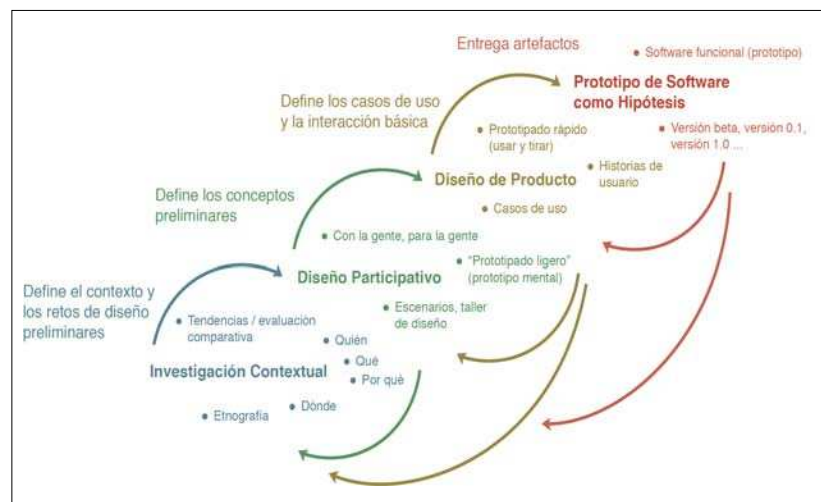 Entrega artefactos
Software funcional (prototipo)
Prototipo de Software
como Hipótesis
Versión beta, versión 0.1,
versión 1.0 ...
Define los casos de uso
y la interacción básica
Prototipado rápido
(usar y tirar)
Historias de
usuario
Diseño de Producto
Casos de uso
Define los conceptos
preliminares
Con la gente, para la gente
"Prototipado ligero"
(prototipo mental)
Diseño Participativo
Escenarios, taller
de diseño
Define el contexto y
los retos de diseño
preliminares
Tendencias / evaluación
comparativa
Quién
Qué
Por qué
Investigación Contextual
Dónde
Etnografía